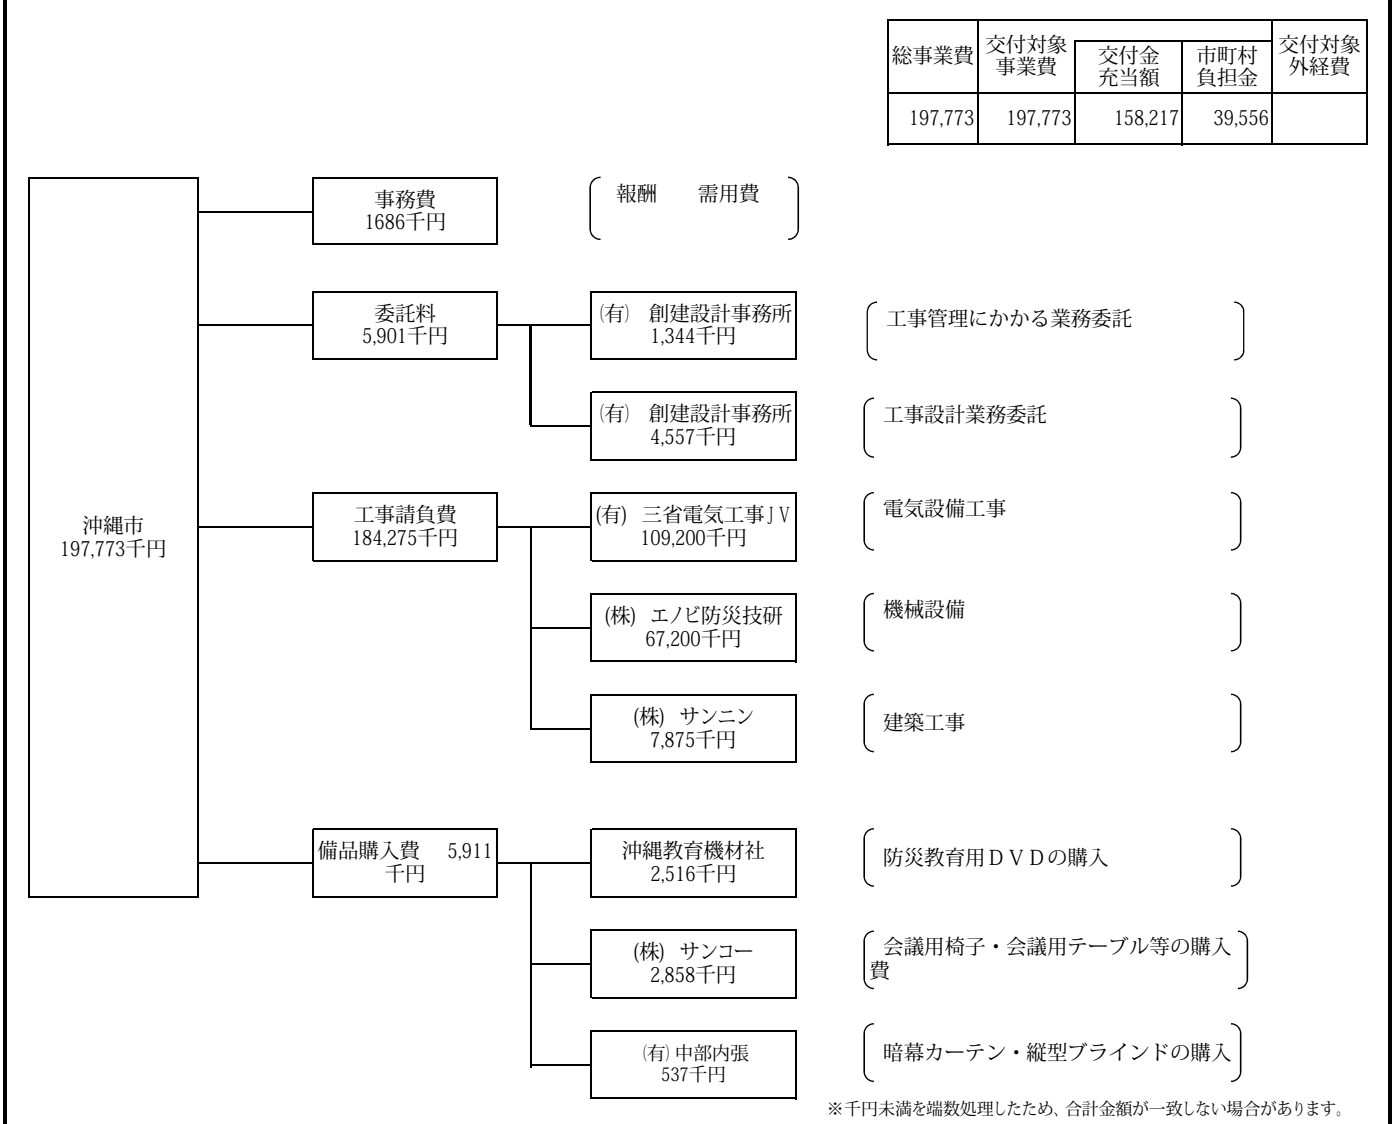 総事業費
交付対象
事業費
交付金
充当額
市町村
負担金
交付対象
外経費
197,773 197,773 158,217 39,556
沖縄市
197,773千円
事務費
1686千円
報酬　　需用費
委託料
5,901千円
㈲　創建設計事務所
1,344千円
工事管理にかかる業務委託
㈲　創建設計事務所
4,557千円
工事設計業務委託
工事請負費
184,275千円
(有)　三省電気工事JV
109,200千円
電気設備工事
(株)　エノビ防災技研
67,200千円
機械設備
(株)　サンニン
7,875千円
建築工事
備品購入費　5,911
千円
沖縄教育機材社
2,516千円
防災教育用ＤＶＤの購入
(株)　サンコー
2,858千円
会議用椅子・会議用テーブル等の購入
費
㈲中部内張
537千円
暗幕カーテン・縦型ブラインドの購入
※千円未満を端数処理したため、合計金額が一致しない場合があります。